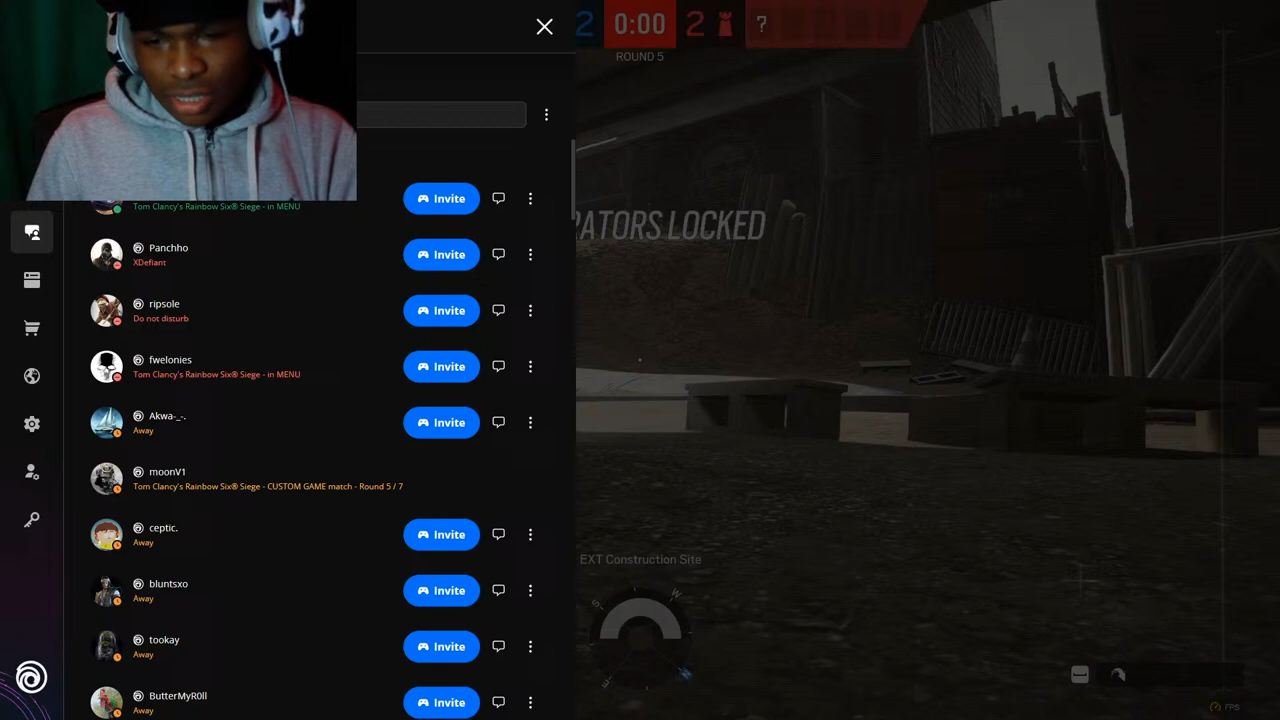 2 0:00 2 ?
ROUND 5
ATORS LOCKED
Invite
Tom Clancy's Rainbow Six® Siege - in MENU
Panchho
XDefiant
Invite
ripsole
Do not disturb
Invite
fwelonies
Tom Clancy's Rainbow Six® Siege - in MENU
Invite
Akwa-_-.
Away
Invite
moonV1
Tom Clancy's Rainbow Six® Siege - CUSTOM GAME match - Round 5 / 7
ceptic.
Away
Invite
bluntsxo
Away
Invite
tookay
Away
Invite
ButterMyR0ll
Away
Invite
EXT Construction Site
S
W
E
N
FPS